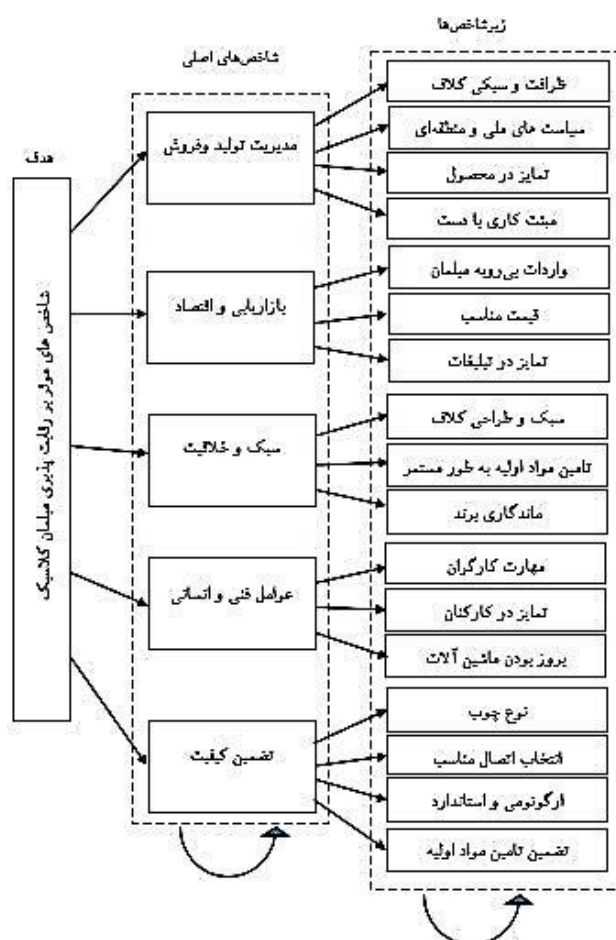 زیرشاخص‌ها
شاخص‌های اصلی
هدف
شاخص های موثر بر رقابت پذیری مبلمان کلاسیک
مدیریت تولید وفروش
ظرافت و سبکی کلاف
سیاست های ملی و منطقه‌ای
تمایز در محصول
منبت کاری با دست
بازاریابی و اقتصاد
واردات بی‌رویه مبلمان
قیمت مناسب
تمایز در تبلیغات
سبک و خلاقیت
سبک و طراحی کلاف
تامین مواد اولیه به طور مستمر
ماندگاری برند
عوامل فنی و انسانی
مهارت کارگران
تمایز در کارکنان
بروز بودن ماشین آلات
تضمین کیفیت
نوع چوب
انتخاب اتصال مناسب
ارگونومی و استاندارد
تضمین تامین مواد اولیه